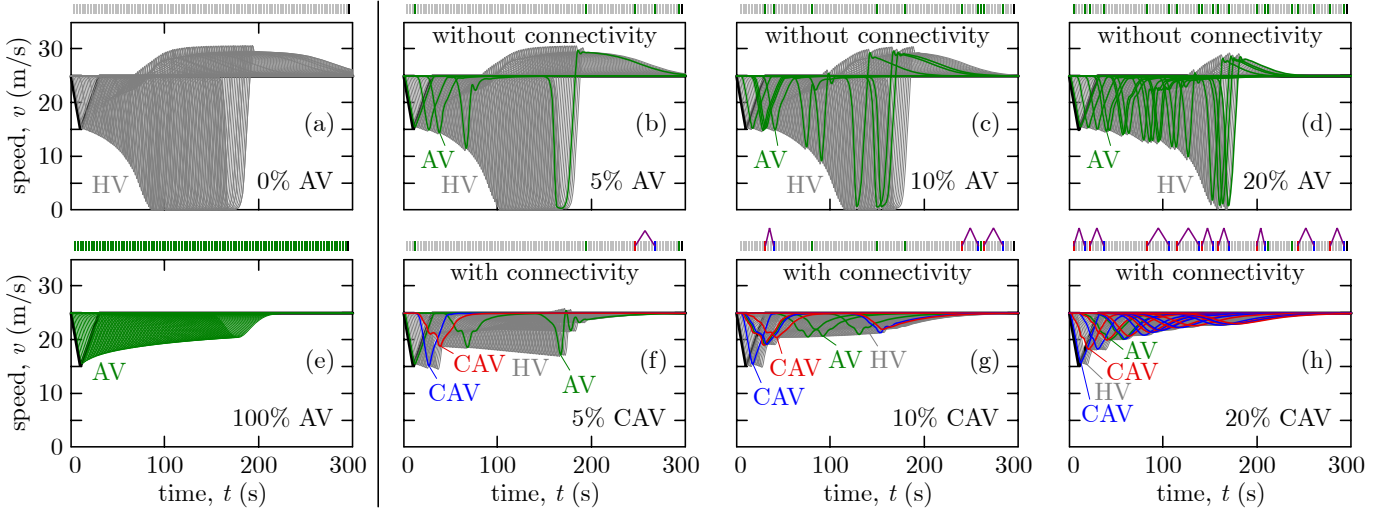 without connectivity
without connectivity
without connectivity
speed, v (m/s)
30
20
10
0
(a)
HV
0% AV
(b)
AV
HV
5% AV
(c)
AV
HV
10% AV
(d)
AV
HV
20% AV
with connectivity
with connectivity
with connectivity
speed, v (m/s)
30
20
10
0
(e)
AV
100% AV
(f)
CAV
HV
AV
CAV
5% CAV
(g)
CAV
AV
HV
CAV
10% CAV
(h)
AV
CAV
HV
CAV
20% CAV
0 100 200 300
0 100 200 300
0 100 200 300
0 100 200 300
time, t (s)
time, t (s)
time, t (s)
time, t (s)